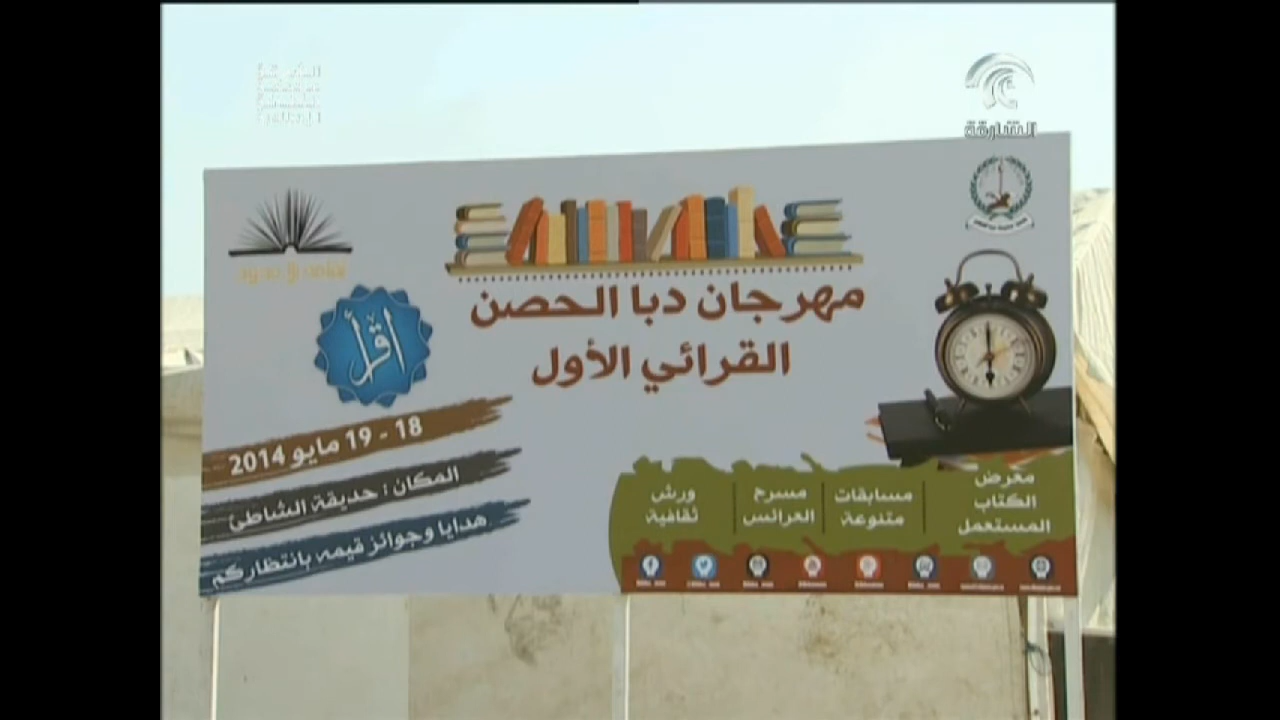 الشارقة
مهرجان دبا الحصن
القرائي الأول
اقرأ
18 - 19 مايو 2014
المكان : حديقة الشاطئ
هدايا وجوائز قيمه بانتظاركم
معرض
الكتاب
المستعمل
مسابقات
متنوعة
مسرح
العرائس
ورش
ثقافية